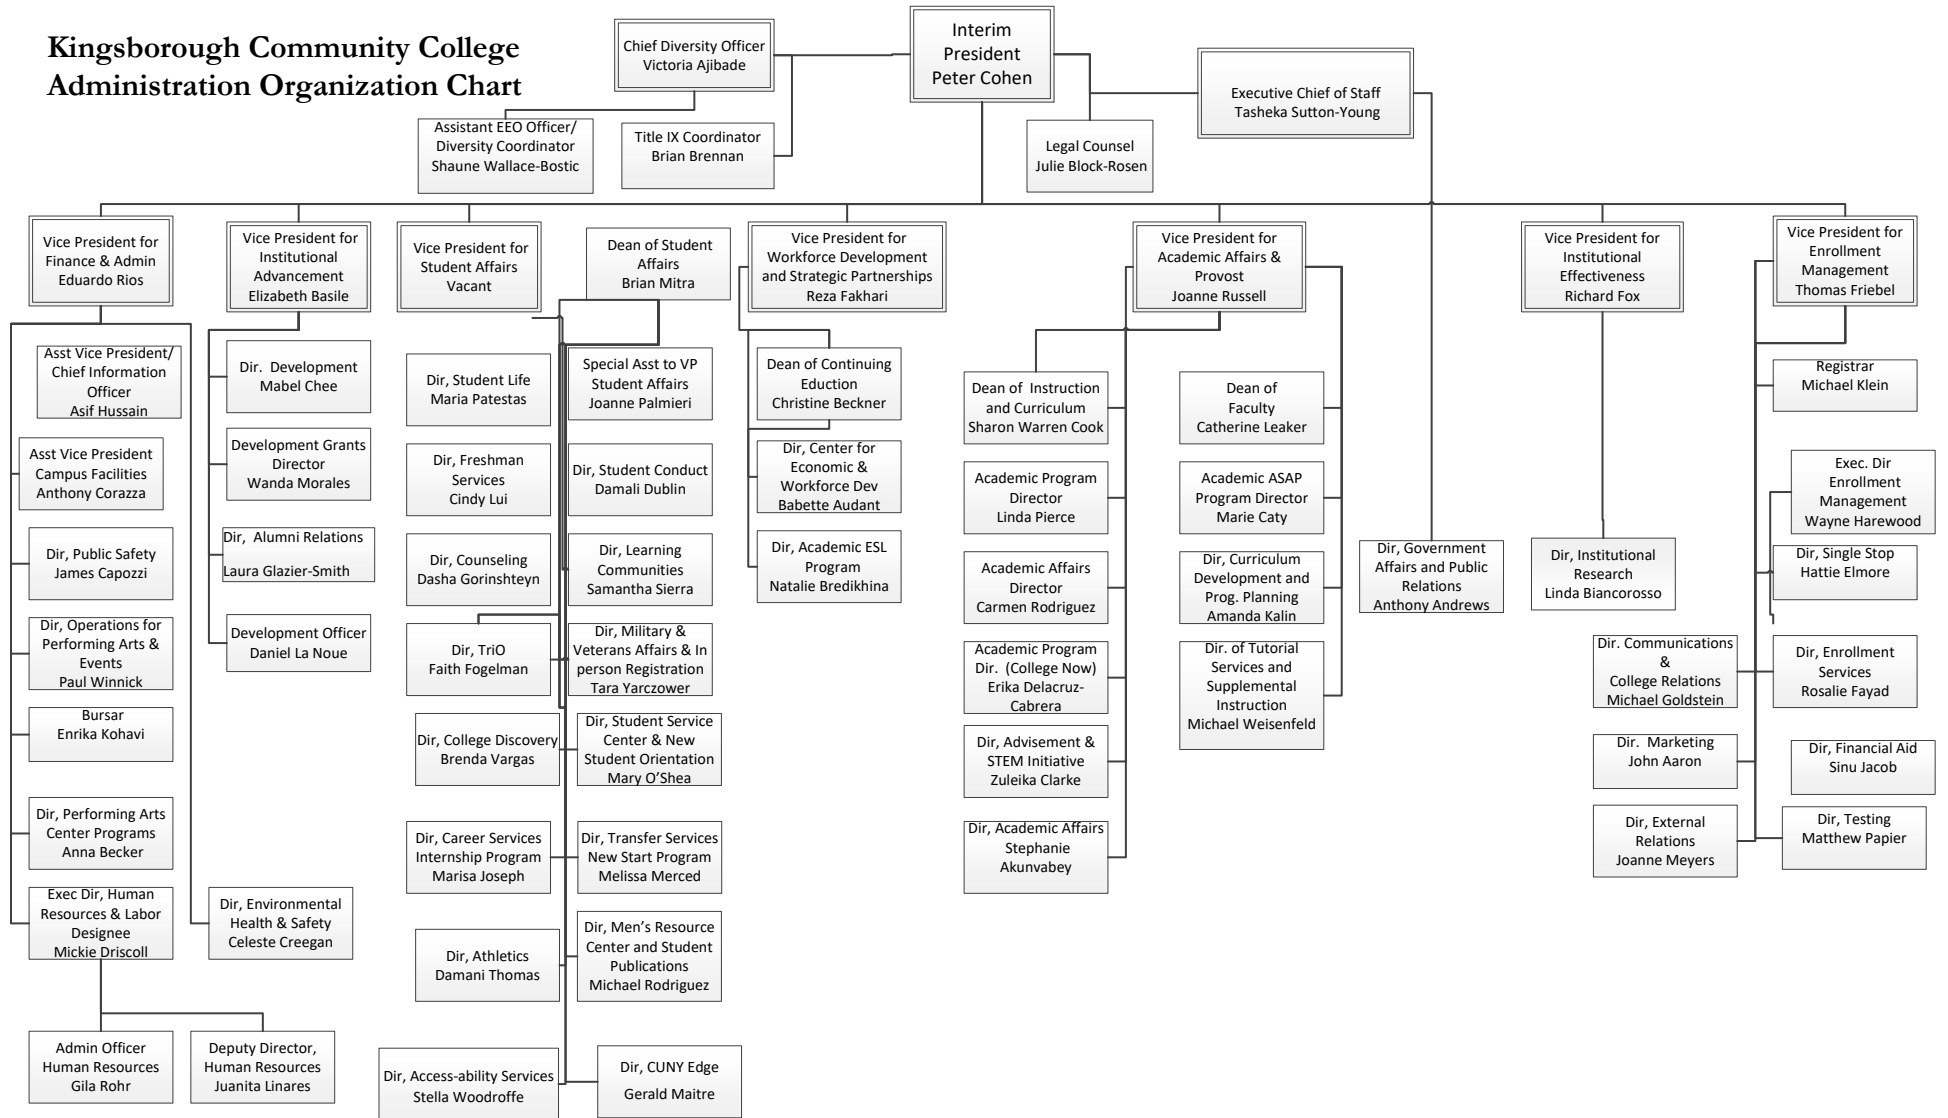 Kingsborough Community College
Administration Organization Chart
Chief Diversity Officer
Victoria Ajibade
Interim
President
Peter Cohen
Executive Chief of Staff
Tasheka Sutton-Young
Assistant EEO Officer/
Diversity Coordinator
Shaune Wallace-Bostic
Title IX Coordinator
Brian Brennan
Legal Counsel
Julie Block-Rosen
Vice President for
Finance & Admin
Eduardo Rios
Vice President for
Institutional
Advancement
Elizabeth Basile
Vice President for
Student Affairs
Vacant
Dean of Student
Affairs
Brian Mitra
Vice President for
Workforce Development
and Strategic Partnerships
Reza Fakhari
Vice President for
Academic Affairs &
Provost
Joanne Russell
Vice President for
Institutional
Effectiveness
Richard Fox
Vice President for
Enrollment
Management
Thomas Friebel
Asst Vice President/
Chief Information
Officer
Asif Hussain
Asst Vice President
Campus Facilities
Anthony Corazza
Dir, Public Safety
James Capozzi
Dir, Operations for
Performing Arts &
Events
Paul Winnick
Bursar
Enrika Kohavi
Dir, Performing Arts
Center Programs
Anna Becker
Exec Dir, Human
Resources & Labor
Designee
Mickie Driscoll
Dir, Environmental
Health & Safety
Celeste Creegan
Admin Officer
Human Resources
Gila Rohr
Deputy Director,
Human Resources
Juanita Linares
Dir.  Development
Mabel Chee
Development Grants
Director
Wanda Morales
Dir,  Alumni Relations
Laura Glazier-Smith
Development Officer
Daniel La Noue
Dir, Student Life
Maria Patestas
Special Asst to VP
Student Affairs
Joanne Palmieri
Dir, Freshman
Services
Cindy Lui
Dir, Student Conduct
Damali Dublin
Dir, Counseling
Dasha Gorinshteyn
Dir, Learning
Communities
Samantha Sierra
Dir, TriO
Faith Fogelman
Dir, Military &
Veterans Affairs & In
person Registration
Tara Yarczower
Dir, College Discovery
Brenda Vargas
Dir, Student Service
Center & New
Student Orientation
Mary O’Shea
Dir, Career Services
Internship Program
Marisa Joseph
Dir, Transfer Services
New Start Program
Melissa Merced
Dir, Athletics
Damani Thomas
Dir, Men’s Resource
Center and Student
Publications
Michael Rodriguez
Dir, Access-ability Services
Stella Woodroffe
Dir, CUNY Edge
Gerald Maitre
Dean of Continuing
Eduction
Christine Beckner
Dir, Center for
Economic &
Workforce Dev
Babette Audant
Dir, Academic ESL
Program
Natalie Bredikhina
Dean of  Instruction
and Curriculum
Sharon Warren Cook
Dean of
Faculty
Catherine Leaker
Academic Program
Director
Linda Pierce
Academic ASAP
Program Director
Marie Caty
Academic Affairs
Director
Carmen Rodriguez
Dir, Curriculum
Development and
Prog. Planning
Amanda Kalin
Academic Program
Dir.  (College Now)
Erika Delacruz-
Cabrera
Dir. of Tutorial
Services and
Supplemental
Instruction
Michael Weisenfeld
Dir, Advisement &
STEM Initiative
Zuleika Clarke
Dir, Academic Affairs
Stephanie
Akunvabey
Dir, Government
Affairs and Public
Relations
Anthony Andrews
Dir, Institutional
Research
Linda Biancorosso
Registrar
Michael Klein
Exec. Dir
Enrollment
Management
Wayne Harewood
Dir, Single Stop
Hattie Elmore
Dir. Communications
&
College Relations
Michael Goldstein
Dir, Enrollment
Services
Rosalie Fayad
Dir.  Marketing
John Aaron
Dir, Financial Aid
Sinu Jacob
Dir, External
Relations
Joanne Meyers
Dir, Testing
Matthew Papier